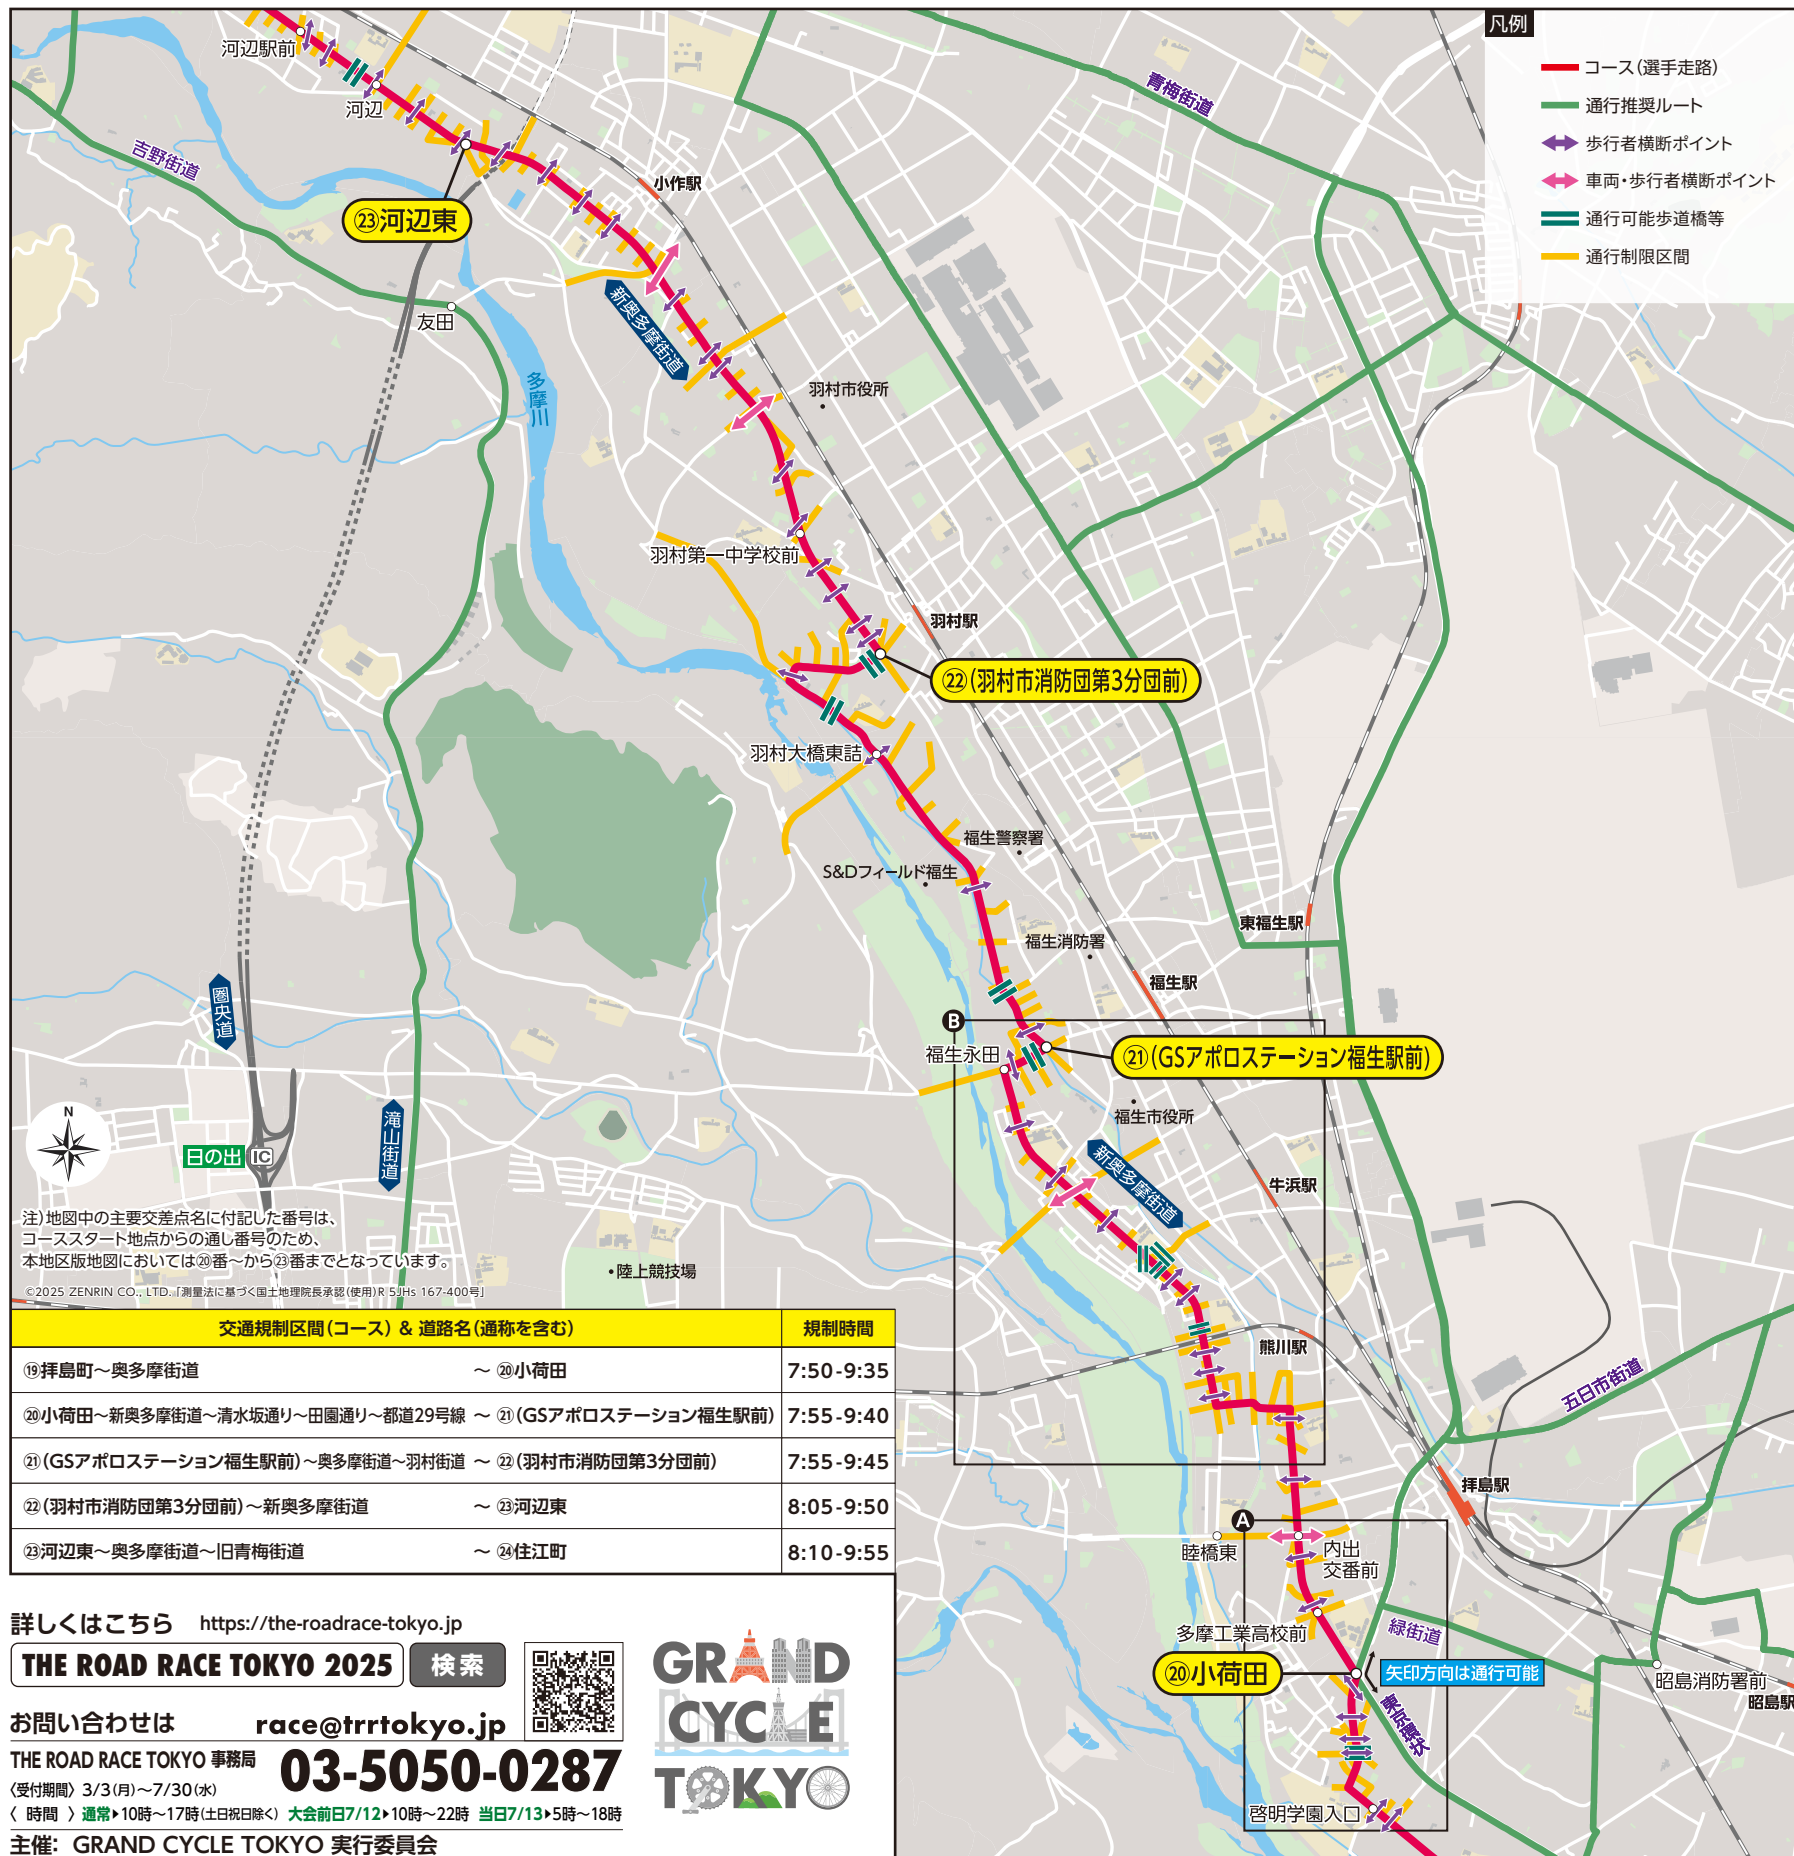 凡例
コース(選手走路)
通行推奨ルート
歩行者横断ポイント
車両・歩行者横断ポイント
通行可能歩道橋等
通行制限区間
河辺駅前
河辺
青梅街道
吉野街道
小作駅
㉓河辺東
友田
新奥多摩街道
多摩川
羽村市役所
羽村第一中学校前
羽村駅
㉒(羽村市消防団第3分団前)
羽村大橋東詰
福生警察署
S&Dフィールド福生
東福生駅
福生消防署
福生駅
圏央道
B
福生永田
㉑(GSアポロステーション福生駅前)
福生市役所
滝山街道
N
日の出 IC
新奥多摩街道
牛浜駅
注)地図中の主要交差点名に付記した番号は、
コーススタート地点からの通し番号のため、
本地区版地図においては⑳番～から㉓番までとなっています。
©2025 ZENRIN CO., LTD.「測量法に基づく国土地理院長承認(使用)R 5JHs 167-400号」
・陸上競技場
熊川駅
五日市街道
拝島駅
A
睦橋東
内出
交番前
多摩工業高校前
緑街道
⑳小荷田
矢印方向は通行可能
昭島消防署前
昭島駅
東京環状
啓明学園入口
交通規制区間(コース) & 道路名(通称を含む) 規制時間
⑲拝島町～奥多摩街道 ～ ⑳小荷田 7:50-9:35
⑳小荷田～新奥多摩街道～清水坂通り～田園通り～都道29号線 ～ ㉑(GSアポロステーション福生駅前) 7:55-9:40
㉑(GSアポロステーション福生駅前)～奥多摩街道～羽村街道 ～ ㉒(羽村市消防団第3分団前) 7:55-9:45
㉒(羽村市消防団第3分団前)～新奥多摩街道 ～ ㉓河辺東 8:05-9:50
㉓河辺東～奥多摩街道～旧青梅街道 ～ ㉔住江町 8:10-9:55
詳しくはこちら https://the-roadrace-tokyo.jp
THE ROAD RACE TOKYO 2025 検索
お問い合わせは race@trrtokyo.jp
THE ROAD RACE TOKYO 事務局 03-5050-0287
〈受付期間〉3/3(月)～7/30(水)
〈 時間 〉通常▶10時～17時(土日祝日除く) 大会前日7/12▶10時～22時 当日7/13▶5時～18時
主催: GRAND CYCLE TOKYO 実行委員会
GRAND
CYCLE
TOKYO